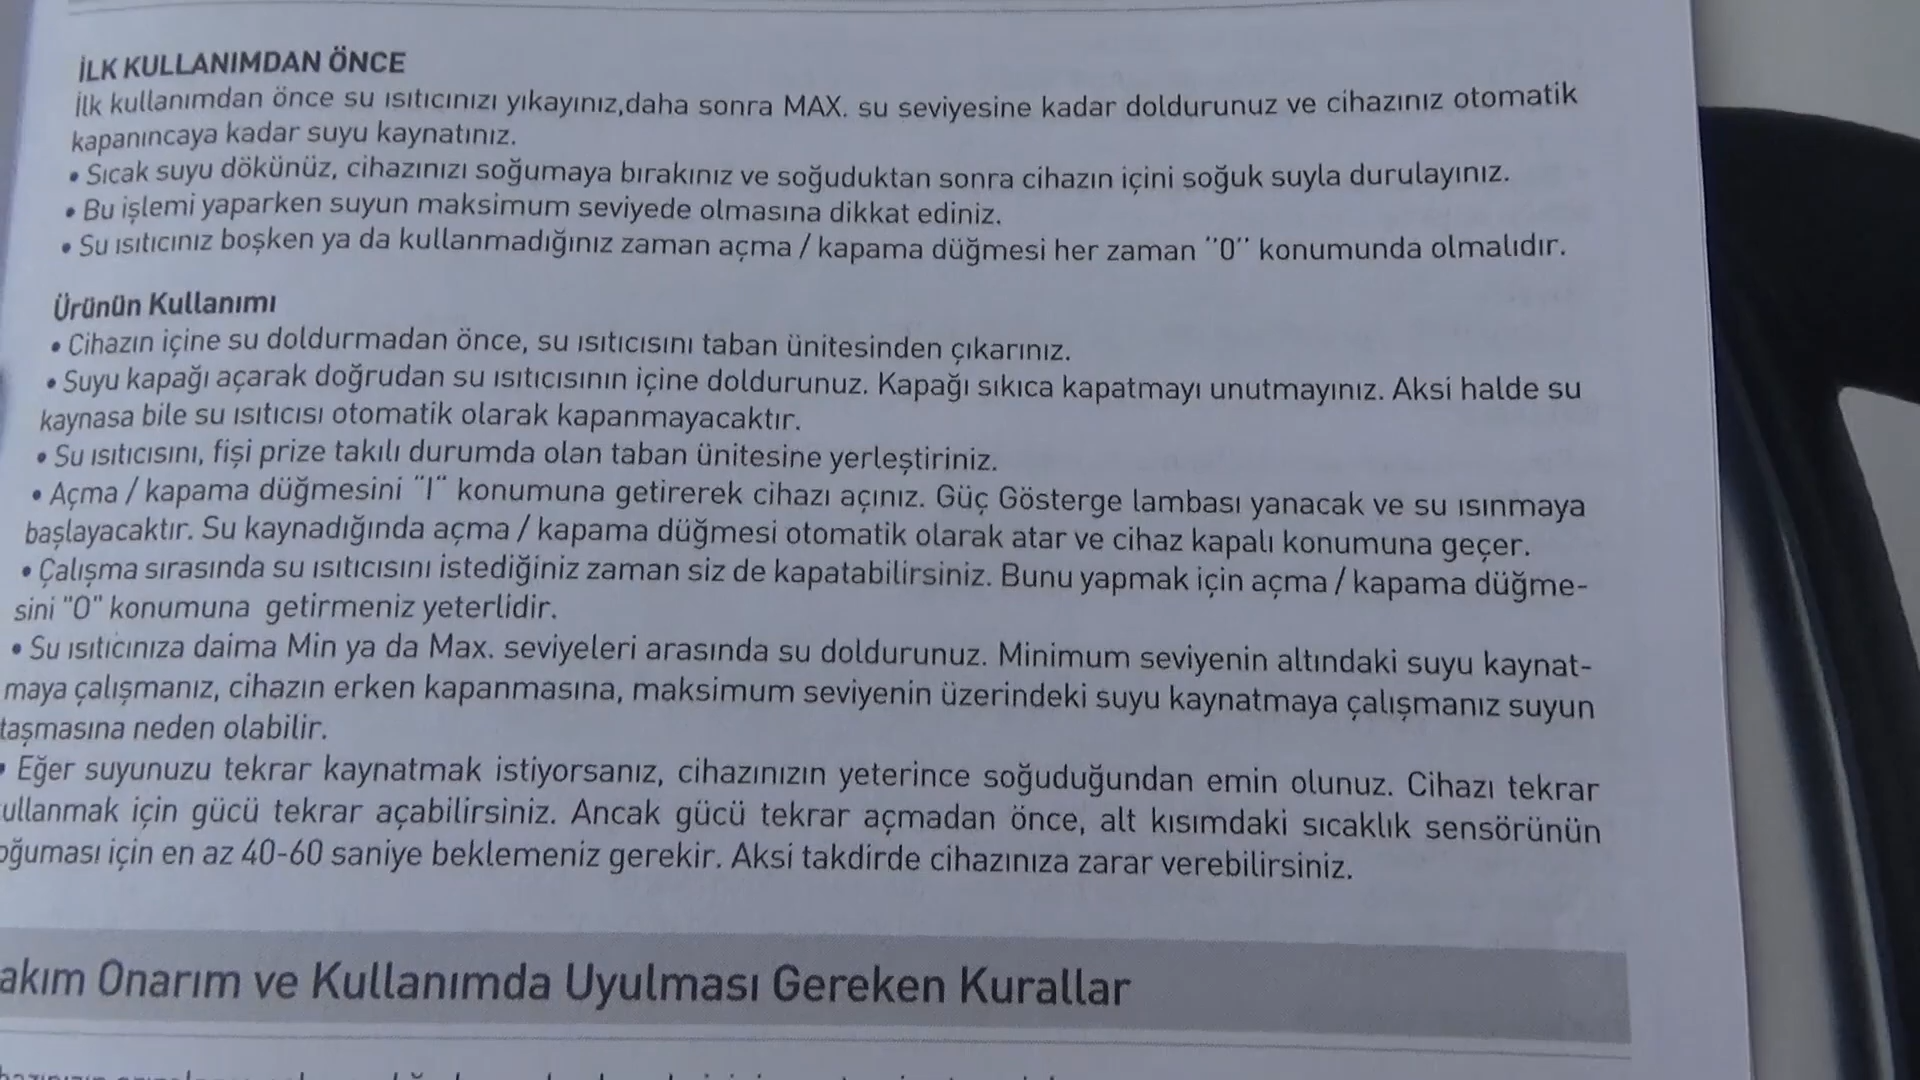 İLK KULLANIMDAN ÖNCE
İlk kullanımdan önce su ısıtıcınızı yıkayınız,daha sonra MAX. su seviyesine kadar doldurunuz ve cihazınız otomatik
kapanıncaya kadar suyu kaynatınız.
• Sıcak suyu dökünüz, cihazınızı soğumaya bırakınız ve soğuduktan sonra cihazın içini soğuk suyla durulayınız.
• Bu işlemi yaparken suyun maksimum seviyede olmasına dikkat ediniz.
• Su ısıtıcınız boşken ya da kullanmadığınız zaman açma / kapama düğmesi her zaman "0" konumunda olmalıdır.
Ürünün Kullanımı
• Cihazın içine su doldurmadan önce, su ısıtıcısını taban ünitesinden çıkarınız.
• Suyu kapağı açarak doğrudan su ısıtıcısının içine doldurunuz. Kapağı sıkıca kapatmayı unutmayınız. Aksi halde su
kaynasa bile su ısıtıcısı otomatik olarak kapanmayacaktır.
• Su ısıtıcısını, fişi prize takılı durumda olan taban ünitesine yerleştiriniz.
• Açma / kapama düğmesini "I" konumuna getirerek cihazı açınız. Güç Gösterge lambası yanacak ve su ısınmaya
başlayacaktır. Su kaynadığında açma / kapama düğmesi otomatik olarak atar ve cihaz kapalı konumuna geçer.
• Çalışma sırasında su ısıtıcısını istediğiniz zaman siz de kapatabilirsiniz. Bunu yapmak için açma / kapama düğme-
sini "O" konumuna getirmeniz yeterlidir.
• Su ısıtıcınıza daima Min ya da Max. seviyeleri arasında su doldurunuz. Minimum seviyenin altındaki suyu kaynat-
maya çalışmanız, cihazın erken kapanmasına, maksimum seviyenin üzerindeki suyu kaynatmaya çalışmanız suyun
taşmasına neden olabilir.
• Eğer suyunuzu tekrar kaynatmak istiyorsanız, cihazınızın yeterince soğuduğundan emin olunuz. Cihazı tekrar
ullanmak için gücü tekrar açabilirsiniz. Ancak gücü tekrar açmadan önce, alt kısımdaki sıcaklık sensörünün
oğuması için en az 40-60 saniye beklemeniz gerekir. Aksi takdirde cihazınıza zarar verebilirsiniz.
akım Onarım ve Kullanımda Uyulması Gereken Kurallar